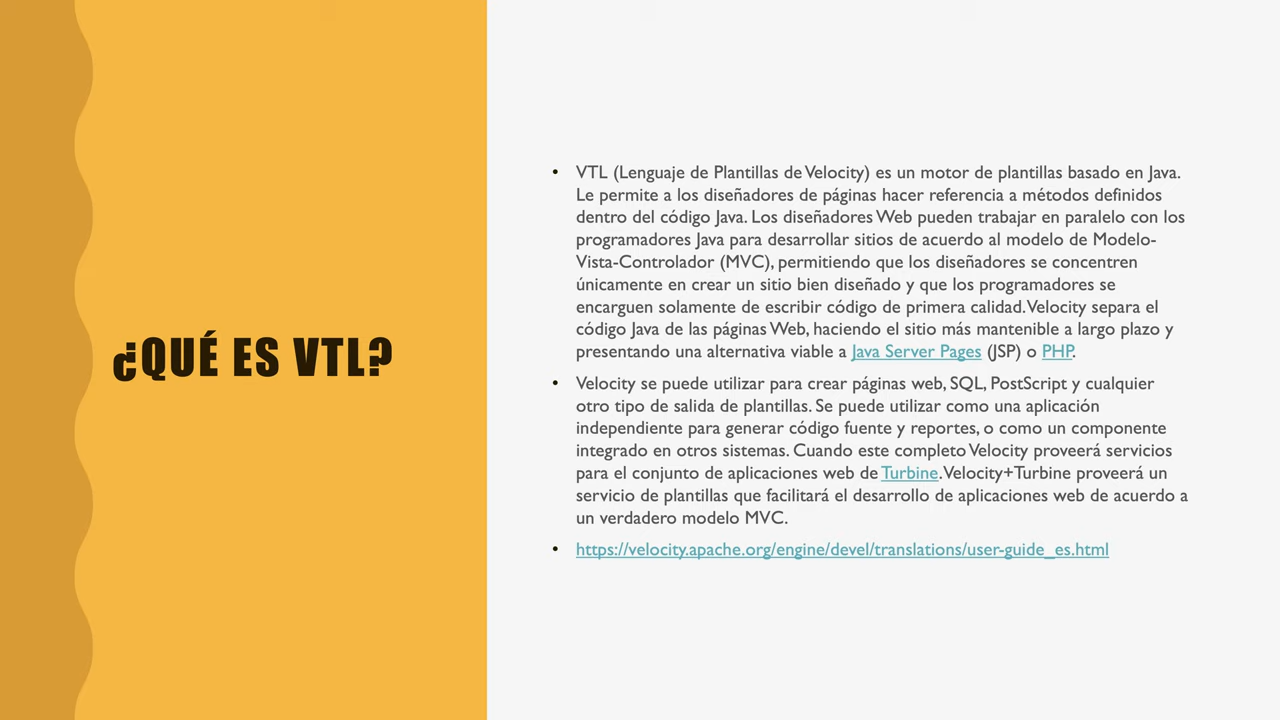 ¿QUÉ ES VTL?
• VTL (Lenguaje de Plantillas de Velocity) es un motor de plantillas basado en Java.
Le permite a los diseñadores de páginas hacer referencia a métodos definidos
dentro del código Java. Los diseñadores Web pueden trabajar en paralelo con los
programadores Java para desarrollar sitios de acuerdo al modelo de Modelo-
Vista-Controlador (MVC), permitiendo que los diseñadores se concentren
únicamente en crear un sitio bien diseñado y que los programadores se
encarguen solamente de escribir código de primera calidad. Velocity separa el
código Java de las páginas Web, haciendo el sitio más mantenible a largo plazo y
presentando una alternativa viable a Java Server Pages (JSP) o PHP.
• Velocity se puede utilizar para crear páginas web, SQL, PostScript y cualquier
otro tipo de salida de plantillas. Se puede utilizar como una aplicación
independiente para generar código fuente y reportes, o como un componente
integrado en otros sistemas. Cuando este completo Velocity proveerá servicios
para el conjunto de aplicaciones web de Turbine. Velocity+Turbine proveerá un
servicio de plantillas que facilitará el desarrollo de aplicaciones web de acuerdo a
un verdadero modelo MVC.
• https://velocity.apache.org/engine/devel/translations/user-guide_es.html